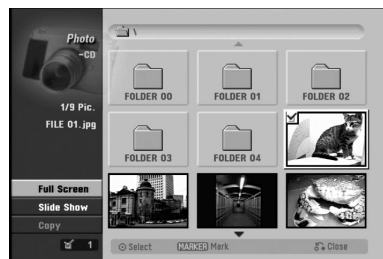 Photo
-CD
1/9 Pic.
FILE 01.jpg
Full Screen
Slide Show
Copy
1
\
FOLDER 00
FOLDER 01
FOLDER 02
FOLDER 03
FOLDER 04
Select
MARKER Mark
Close